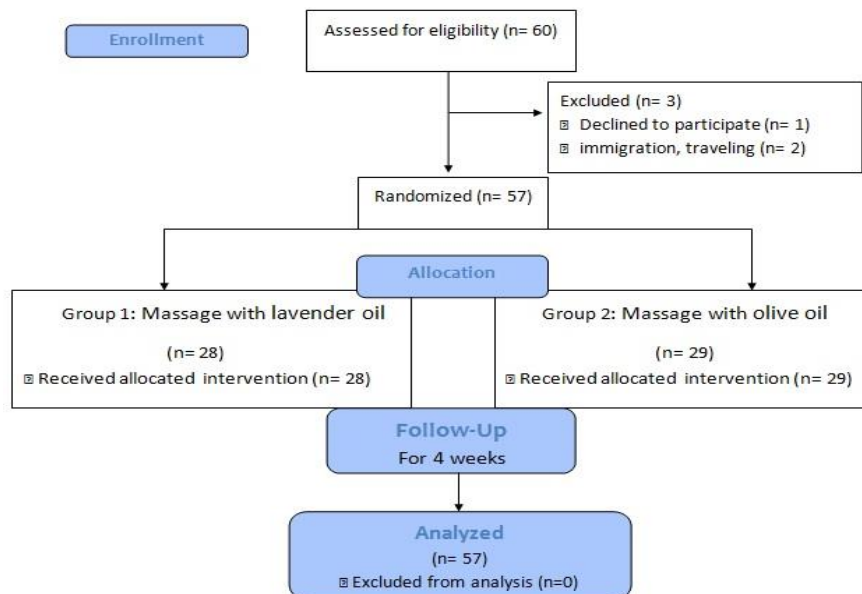 Enrollment
Assessed for eligibility (n= 60)
Excluded (n= 3)
Declined to participate (n= 1)
immigration, traveling (n= 2)
Randomized (n= 57)
Allocation
Group 1: Massage with lavender oil
(n= 28)
Received allocated intervention (n= 28)
Group 2: Massage with olive oil
(n= 29)
Received allocated intervention (n= 29)
Follow-Up
For 4 weeks
Analyzed
(n= 57)
Excluded from analysis (n=0)